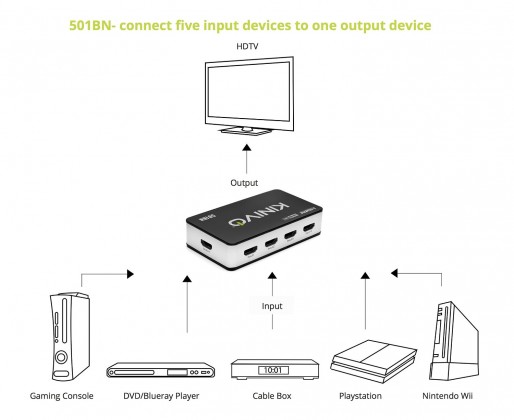 501BN- connect five input devices to one output device
HDTV
Output
KINIVO
501BN
Input
10:01
Gaming Console
DVD/Blueray Player
Cable Box
Playstation
Nintendo Wii